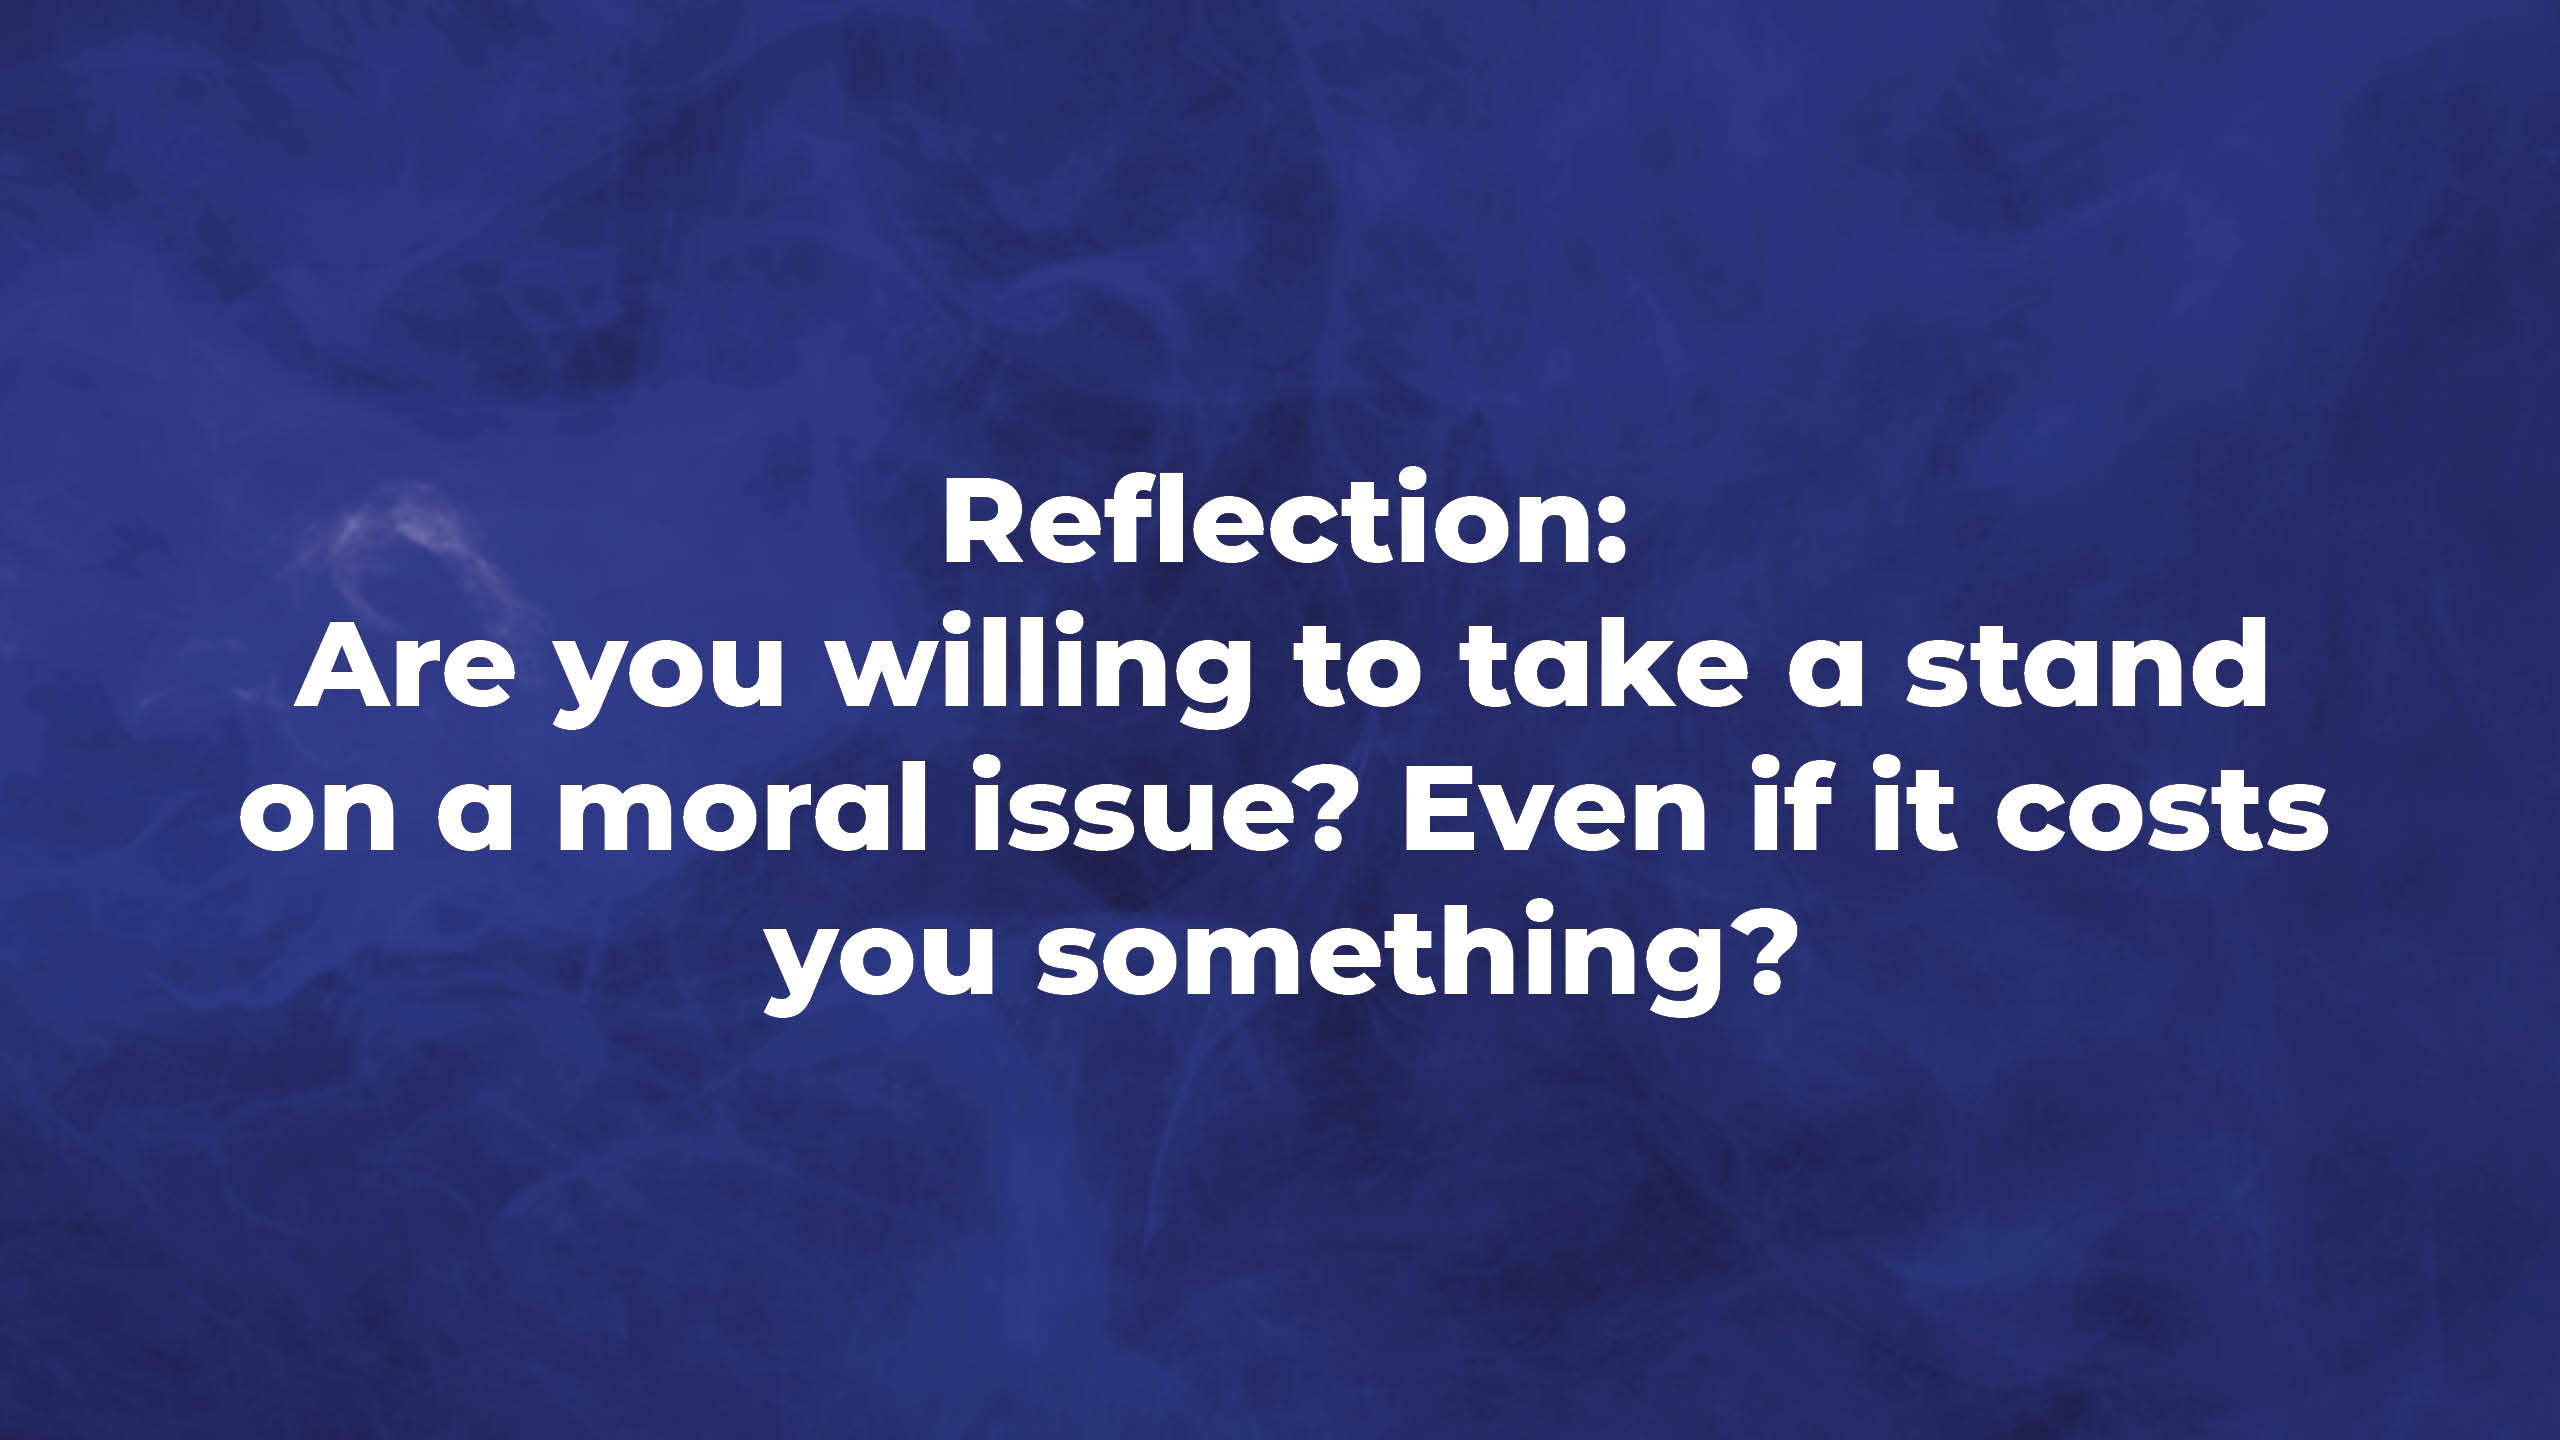 Reflection:
Are you willing to take a stand
on a moral issue? Even if it costs
you something?